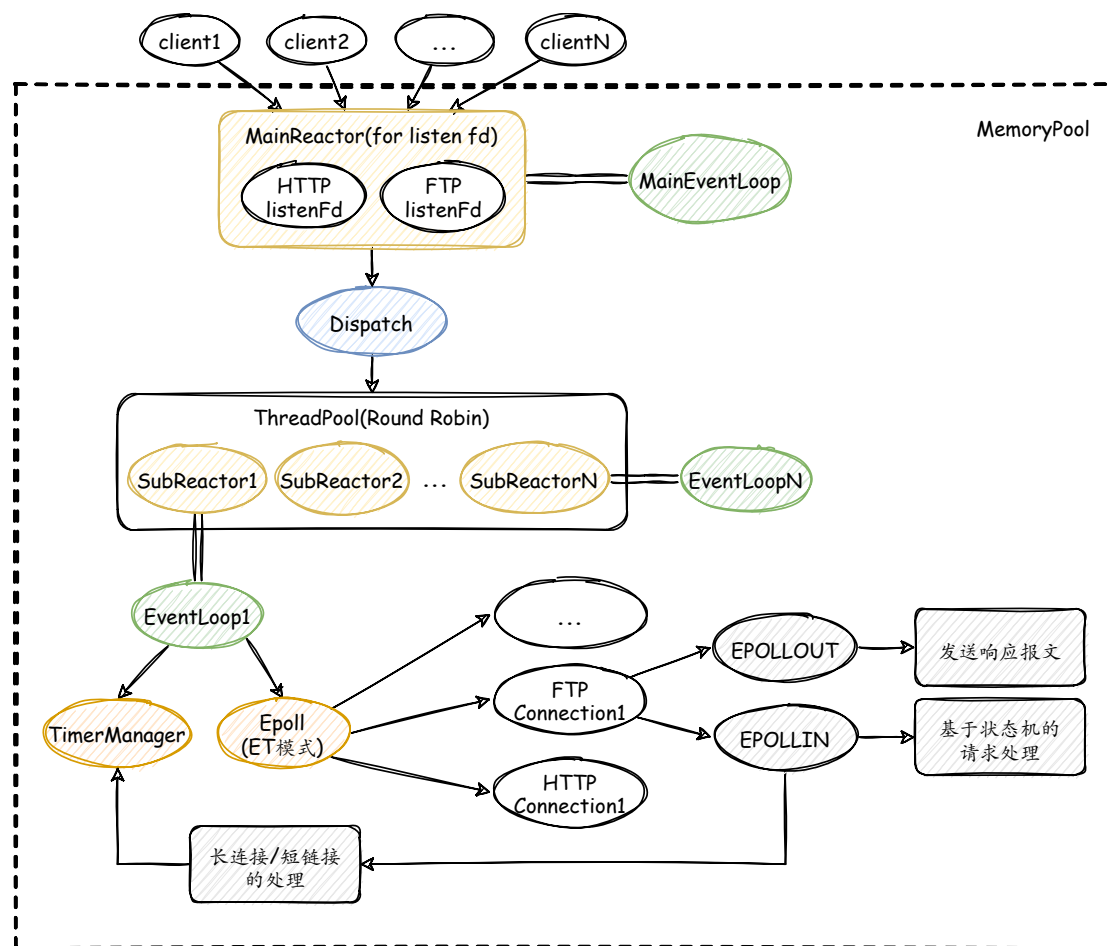 client1
client2
...
clientN
MemoryPool
MainReactor(for listen fd)
HTTP
listenFd
FTP
listenFd
MainEventLoop
Dispatch
ThreadPool(Round Robin)
SubReactor1
SubReactor2
...
SubReactorN
EventLoopN
EventLoop1
...
EPOLLOUT
发送响应报文
TimerManager
Epoll
(ET模式)
FTP
Connection1
EPOLLIN
基于状态机的
请求处理
HTTP
Connection1
长连接/短链接
的处理